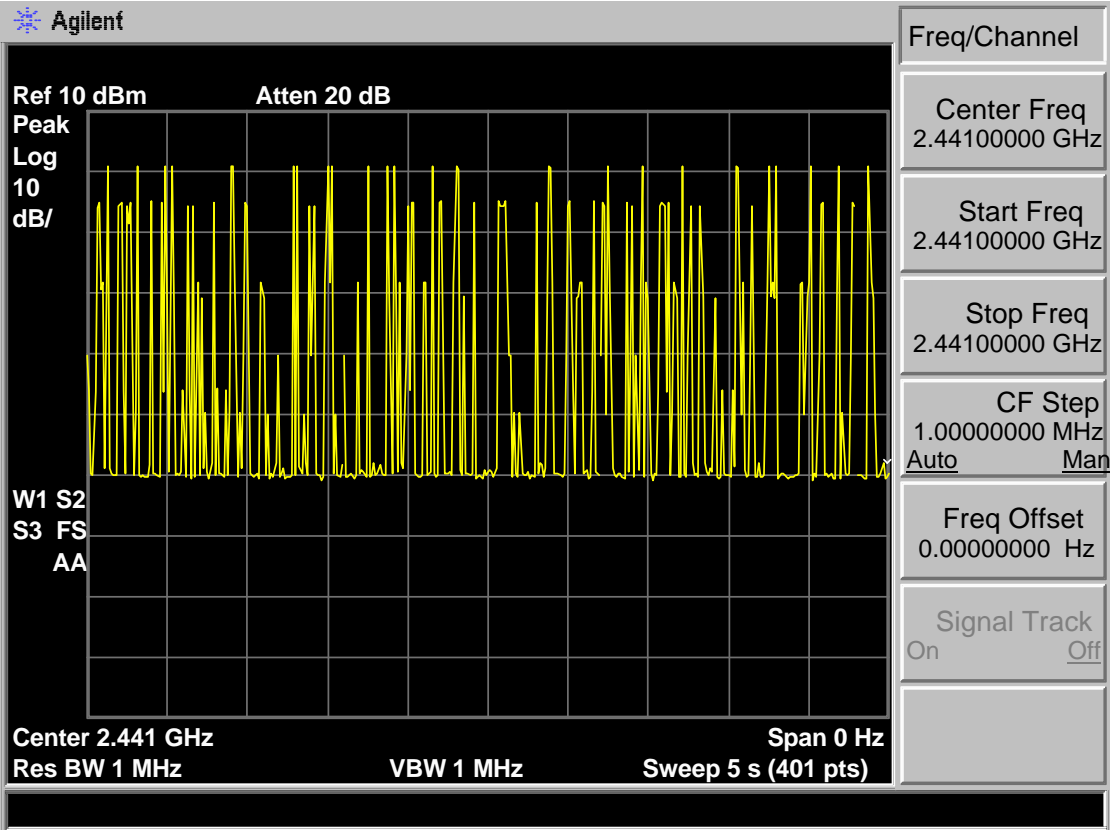 Agilent
Freq/Channel
Ref 10 dBm Atten 20 dB
Peak
Log
10
dB/
W1 S2
S3 FS
AA
Center 2.441 GHz Span 0 Hz
Res BW 1 MHz VBW 1 MHz Sweep 5 s (401 pts)
Center Freq
2.44100000 GHz
Start Freq
2.44100000 GHz
Stop Freq
2.44100000 GHz
CF Step
1.00000000 MHz
Auto Man
Freq Offset
0.00000000 Hz
Signal Track
On Off